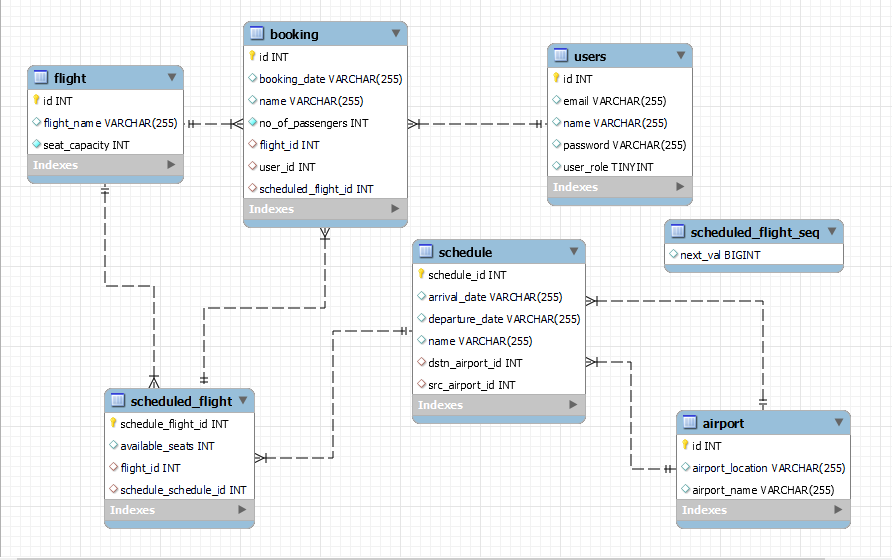 flight
id INT
flight_name VARCHAR(255)
seat_capacity INT
Indexes
booking
id INT
booking_date VARCHAR(255)
name VARCHAR(255)
no_of_passengers INT
flight_id INT
user_id INT
scheduled_flight_id INT
Indexes
users
id INT
email VARCHAR(255)
name VARCHAR(255)
password VARCHAR(255)
user_role TINYINT
Indexes
scheduled_flight_seq
next_val BIGINT
schedule
schedule_id INT
arrival_date VARCHAR(255)
departure_date VARCHAR(255)
name VARCHAR(255)
dstn_airport_id INT
src_airport_id INT
Indexes
scheduled_flight
schedule_flight_id INT
available_seats INT
flight_id INT
schedule_schedule_id INT
Indexes
airport
id INT
airport_location VARCHAR(255)
airport_name VARCHAR(255)
Indexes